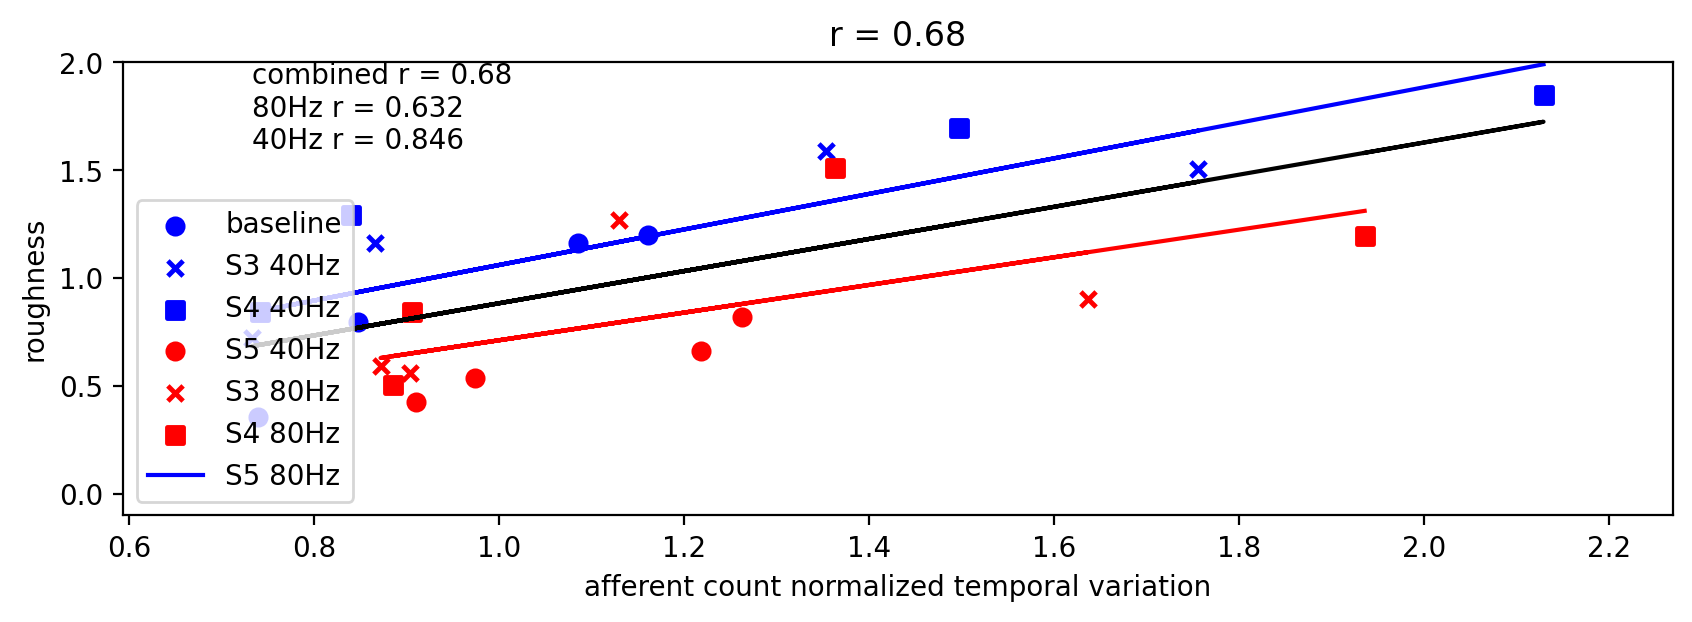 r = 0.68
combined r = 0.68
80Hz r = 0.632
40Hz r = 0.846
2.0
1.5
1.0
0.5
0.0
roughness
baseline
S3 40Hz
S4 40Hz
S5 40Hz
S3 80Hz
S4 80Hz
S5 80Hz
0.6 0.8 1.0 1.2 1.4 1.6 1.8 2.0 2.2
afferent count normalized temporal variation